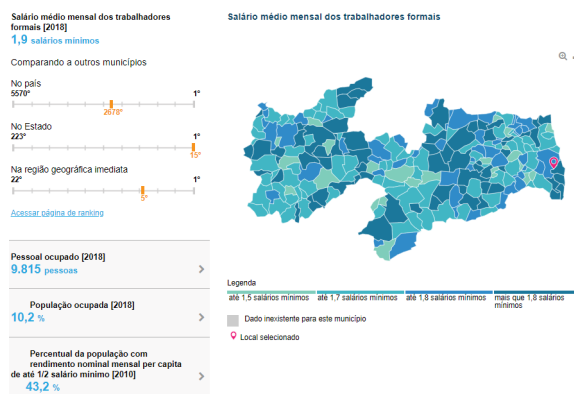 Salário médio mensal dos trabalhadores
formais [2018]
1,9 salários mínimos
Comparando a outros municípios
No país
5570º 1º
2678º
No Estado
223º 1º
15º
Na região geográfica imediata
22º 1º
5º
Acessar página de ranking
Pessoal ocupado [2018]
9.815 pessoas
População ocupada [2018]
10,2 %
Percentual da população com
rendimento nominal mensal per capita
de até 1/2 salário mínimo [2010]
43,2 %
Salário médio mensal dos trabalhadores formais
Legenda
até 1,5 salários mínimos até 1,7 salários mínimos até 1,8 salários mínimos mais que 1,8 salários
mínimos
Dado inexistente para este município
Local selecionado